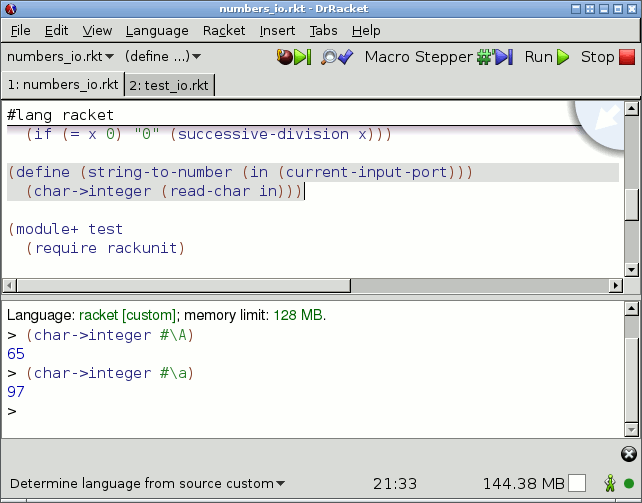 numbers_io.rkt - DrRacket
File Edit View Language Racket Insert Tabs Help
numbers_io.rkt (define ...) Macro Stepper Run Stop
1: numbers_io.rkt 2: test_io.rkt
#lang racket
(if (= x 0) "0" (successive-division x)))
(define (string-to-number (in (current-input-port)))
(char->integer (read-char in)))
(module+ test
(require rackunit)
Language: racket [custom]; memory limit: 128 MB.
> (char->integer #\A)
65
> (char->integer #\a)
97
>
Determine language from source custom 21:33 144.38 MB